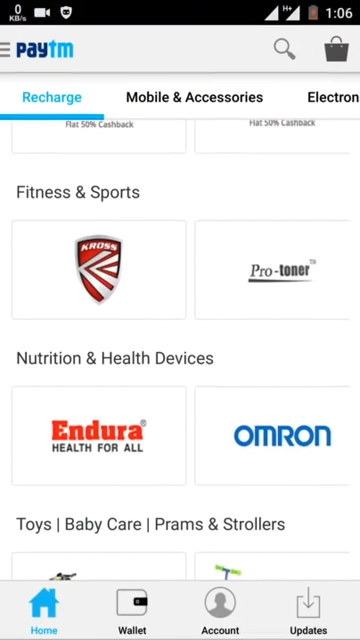 0
KB/s
H+
1:06
paytm
Recharge
Mobile & Accessories
Electron
Flat 50% Cashback
Flat 50% Cashback
Fitness & Sports
KROSS
Pro-toner™
Nutrition & Health Devices
Endura®
HEALTH FOR ALL
OMRON
Toys | Baby Care | Prams & Strollers
Home
Wallet
Account
Updates